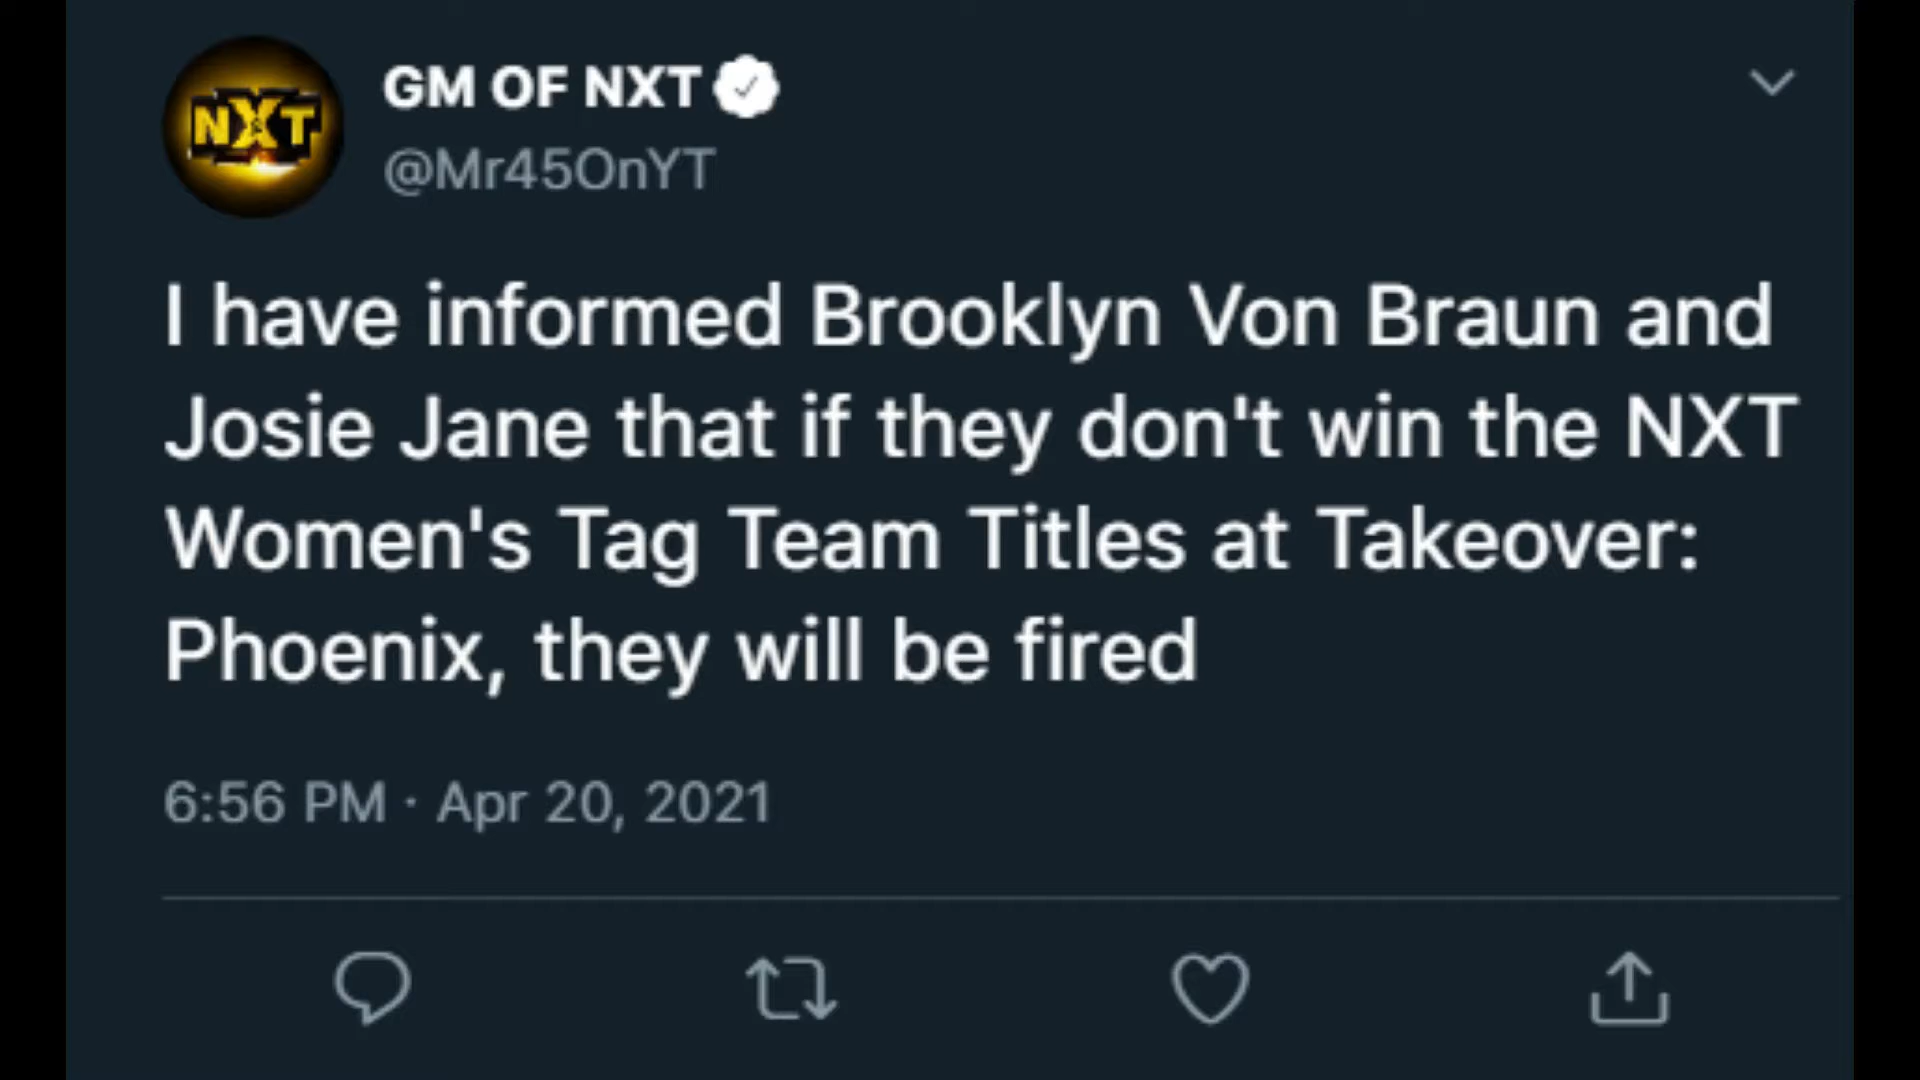 NXT
GM OF NXT
@Mr45OnYT
I have informed Brooklyn Von Braun and
Josie Jane that if they don't win the NXT
Women's Tag Team Titles at Takeover:
Phoenix, they will be fired
6:56 PM · Apr 20, 2021